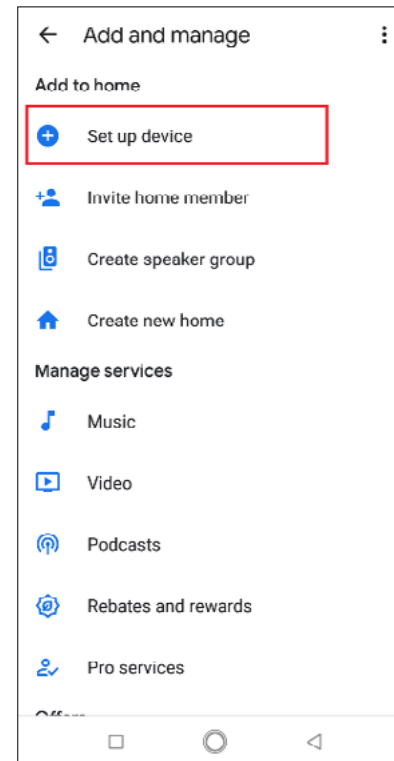 Add and manage
Add to home
Set up device
Invite home member
Create speaker group
Create new home
Manage services
Music
Video
Podcasts
Rebates and rewards
Pro services